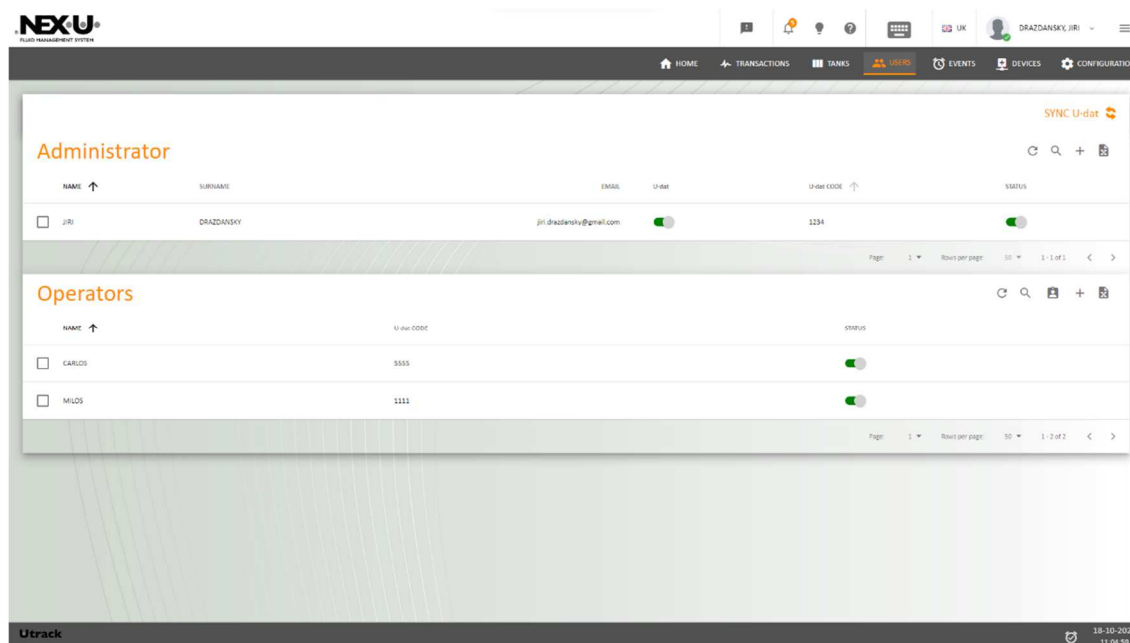 NEX·U·
FLUID MANAGEMENT SYSTEM
UK DRAZDANSKY, JIRI
HOME TRANSACTIONS TANKS USERS EVENTS DEVICES CONFIGURATIO
SYNC U-dat
Administrator
NAME SURNAME EMAIL U-dat U-dat CODE STATUS
JIRI DRAZDANSKY jiri.drazdansky@gmail.com 1234
Page: 1 Rows per page: 50 1-1 of 1
Operators
NAME U-dat CODE STATUS
CARLOS 5555
MILOS 1111
Page: 1 Rows per page: 50 1-2 of 2
Utrack 18-10-202
11:04:59